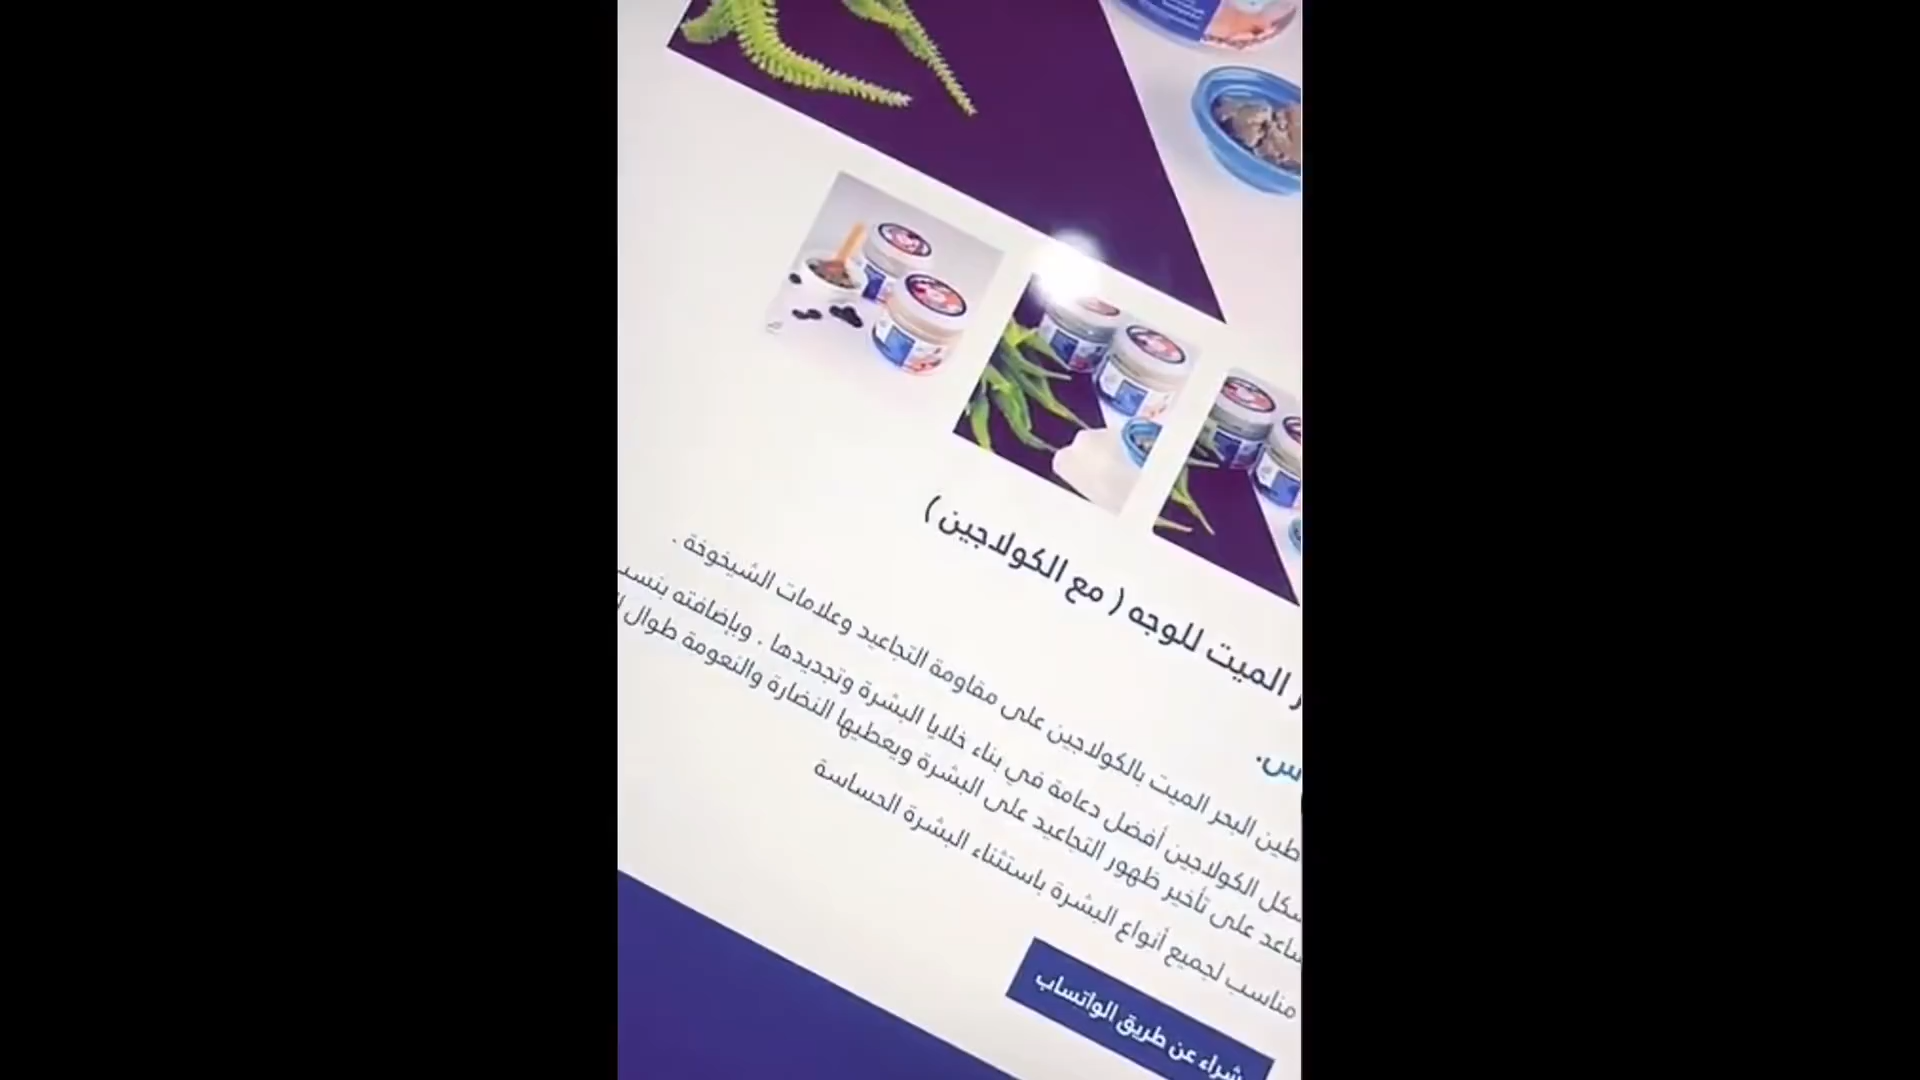 الميت للوجه ( مع الكولاجين )
طين البحر الميت بالكولاجين على مقاومة التجاعيد وعلامات الشيخوخة .
الكولاجين أفضل دعامة في بناء خلايا البشرة وتجديدها . وبإضافته
على تأخير ظهور التجاعيد على البشرة ويعطيها النضارة والنعومة طوال
مناسب لجميع أنواع البشرة باستثناء البشرة الحساسة
شراء عن طريق الواتساب